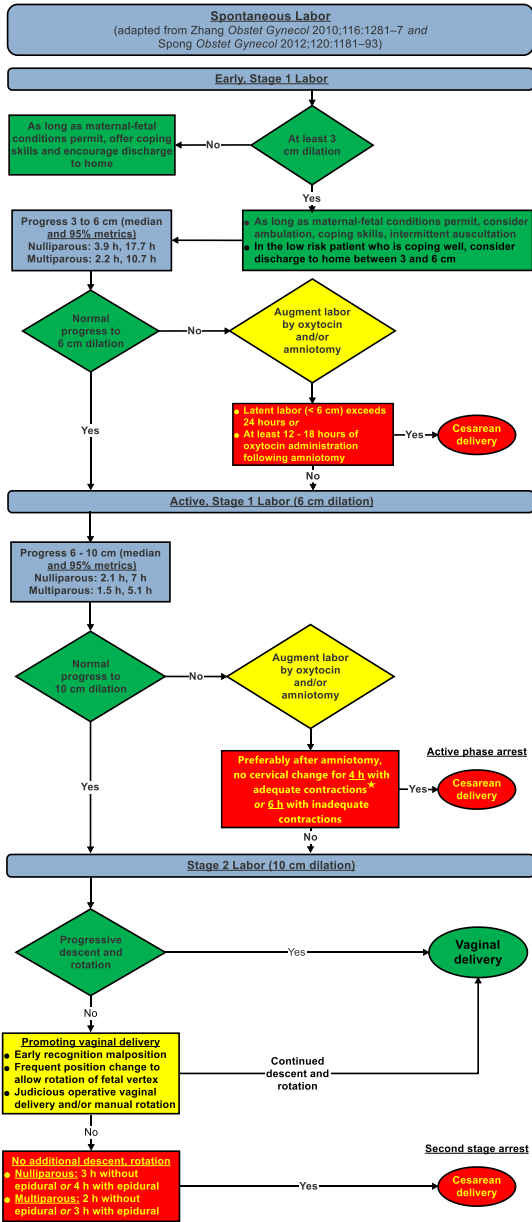 Spontaneous Labor
(adapted from Zhang Obstet Gynecol 2010;116:1281–7 and
Spong Obstet Gynecol 2012;120:1181–93)
Early, Stage 1 Labor
As long as maternal-fetal
conditions permit, offer coping
skills and encourage discharge
to home
No
At least 3
cm dilation
Yes
Progress 3 to 6 cm (median
and 95% metrics)
Nulliparous: 3.9 h, 17.7 h
Multiparous: 2.2 h, 10.7 h
● As long as maternal-fetal conditions permit, consider
ambulation, coping skills, intermittent auscultation
● In the low risk patient who is coping well, consider
discharge to home between 3 and 6 cm
Normal
progress to
6 cm dilation
No
Augment labor
by oxytocin
and/or
amniotomy
Yes
● Latent labor (< 6 cm) exceeds
24 hours or
● At least 12 - 18 hours of
oxytocin administration
following amniotomy
Yes
Cesarean
delivery
No
Active, Stage 1 Labor (6 cm dilation)
Progress 6 - 10 cm (median
and 95% metrics)
Nulliparous: 2.1 h, 7 h
Multiparous: 1.5 h, 5.1 h
Normal
progress to
10 cm dilation
No
Augment labor
by oxytocin
and/or
amniotomy
Yes
Preferably after amniotomy,
no cervical change for 4 h with
adequate contractions★
or 6 h with inadequate
contractions
Yes
Active phase arrest
Cesarean
delivery
No
Stage 2 Labor (10 cm dilation)
Progressive
descent and
rotation
Yes
Vaginal
delivery
No
Promoting vaginal delivery
● Early recognition malposition
● Frequent position change to
allow rotation of fetal vertex
● Judicious operative vaginal
delivery and/or manual rotation
Continued
descent and
rotation
No
No additional descent, rotation
● Nulliparous: 3 h without
epidural or 4 h with epidural
● Multiparous: 2 h without
epidural or 3 h with epidural
Yes
Second stage arrest
Cesarean
delivery